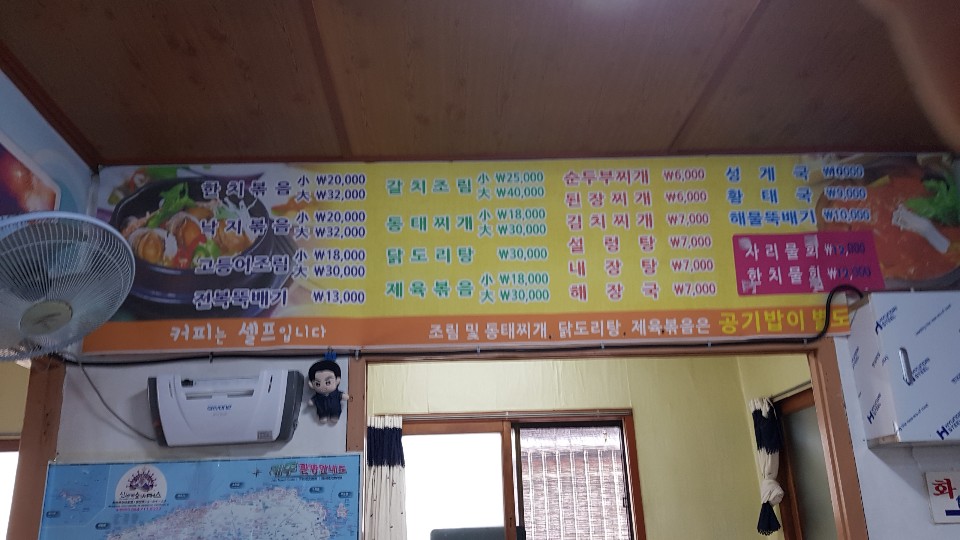 한치볶음 小 ₩20,000
大 ₩32,000
낙지볶음 小 ₩20,000
大 ₩32,000
고등어조림 小 ₩18,000
大 ₩30,000
전복뚝배기 ₩13,000
갈치조림 小 ₩25,000
大 ₩40,000
동태찌개 小 ₩18,000
大 ₩30,000
닭도리탕 ₩30,000
제육볶음 小 ₩18,000
大 ₩30,000
순두부찌개 ₩6,000
된장찌개 ₩6,000
김치찌개 ₩7,000
설렁탕 ₩7,000
내장탕 ₩7,000
해장국 ₩7,000
성게국
황태국 ₩9,000
해물뚝배기 ₩10,000
자리물회 ₩12,000
한치물회 ₩12,000
커피는 셀프입니다
조림 및 동태찌개, 닭도리탕, 제육볶음은 공기밥이 별도
화